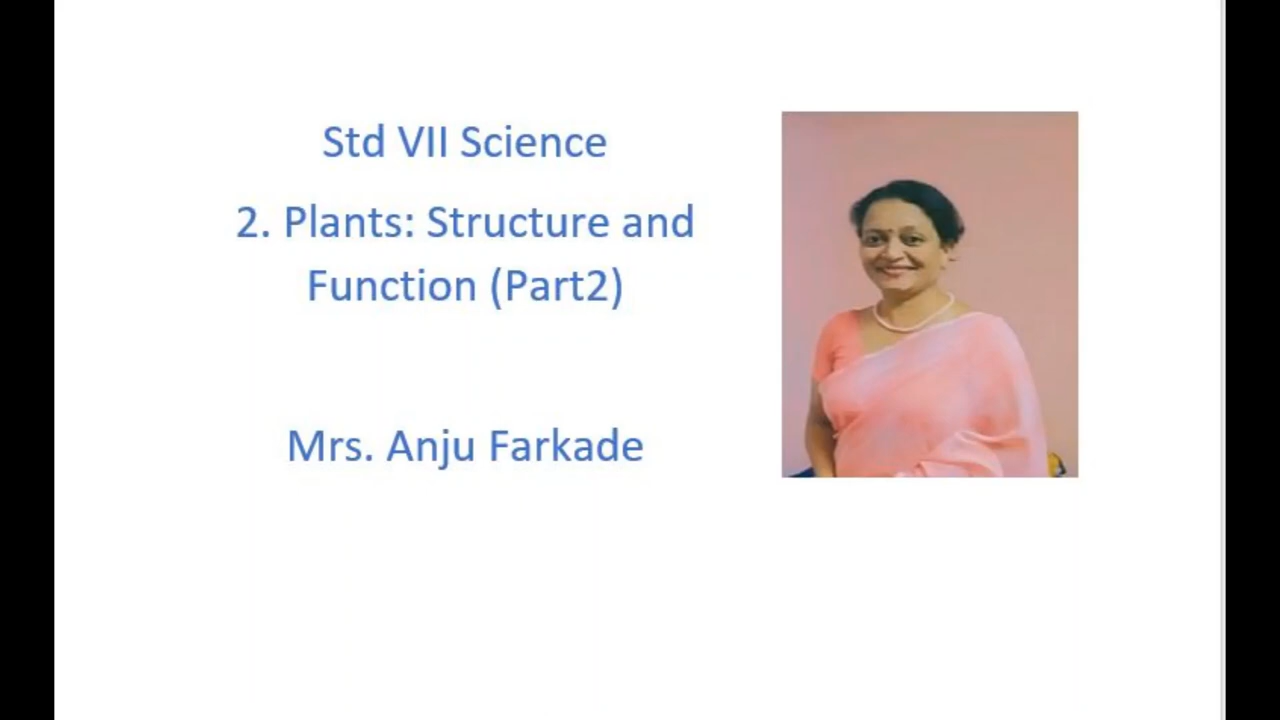 Std VII Science
2. Plants: Structure and
Function (Part2)
Mrs. Anju Farkade